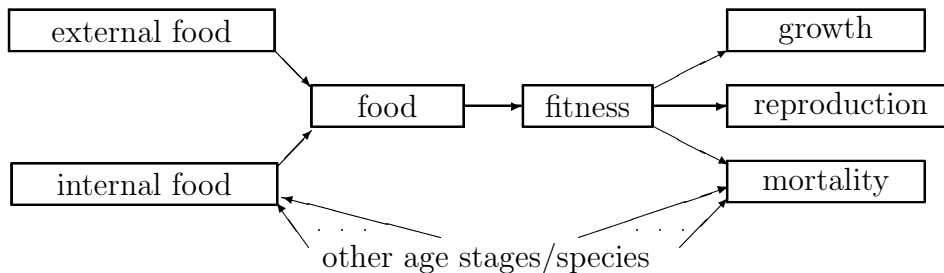 external food
growth
food
fitness
reproduction
internal food
mortality
. . . .
. . . .
other age stages/species